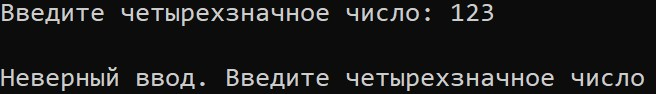 Введите четырехзначное число: 123
Неверный ввод. Введите четырехзначное число